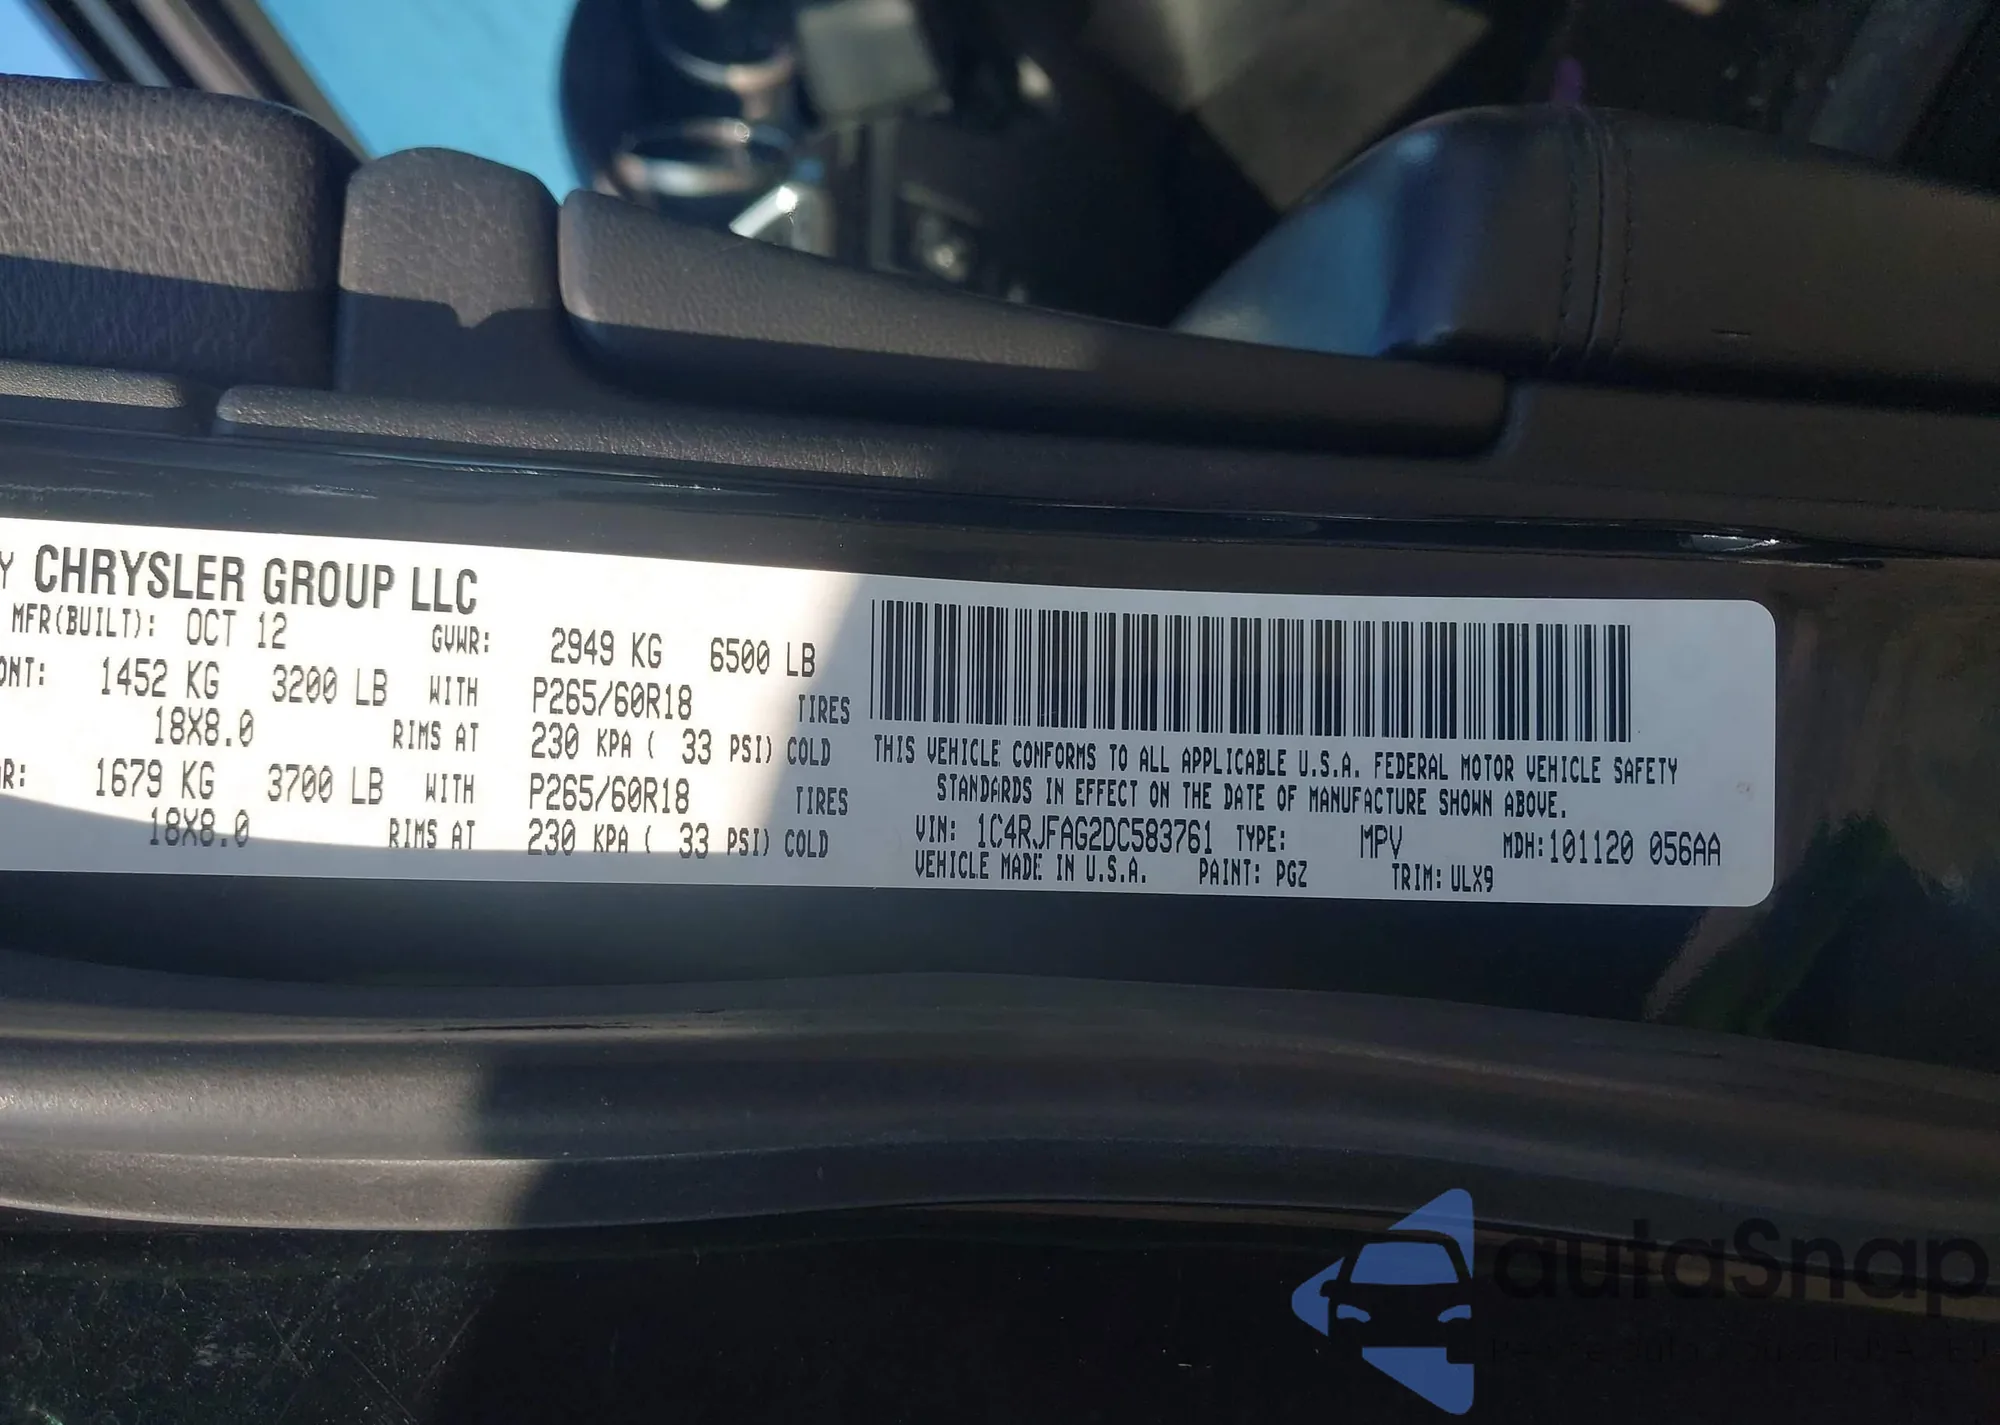 Y CHRYSLER GROUP LLC
MFR(BUILT): OCT 12 GVWR: 2949 KG 6500 LB
ONT: 1452 KG 3200 LB WITH P265/60R18 TIRES
18X8.0 RIMS AT 230 KPA ( 33 PSI) COLD
AR: 1679 KG 3700 LB WITH P265/60R18 TIRES
18X8.0 RIMS AT 230 KPA ( 33 PSI) COLD
THIS VEHICLE CONFORMS TO ALL APPLICABLE U.S.A. FEDERAL MOTOR VEHICLE SAFETY
STANDARDS IN EFFECT ON THE DATE OF MANUFACTURE SHOWN ABOVE.
VIN: 1C4RJFAG2DC583761 TYPE: MPV MDH:101120 056AA
VEHICLE MADE IN U.S.A. PAINT: PGZ TRIM: ULX9
autaSnap